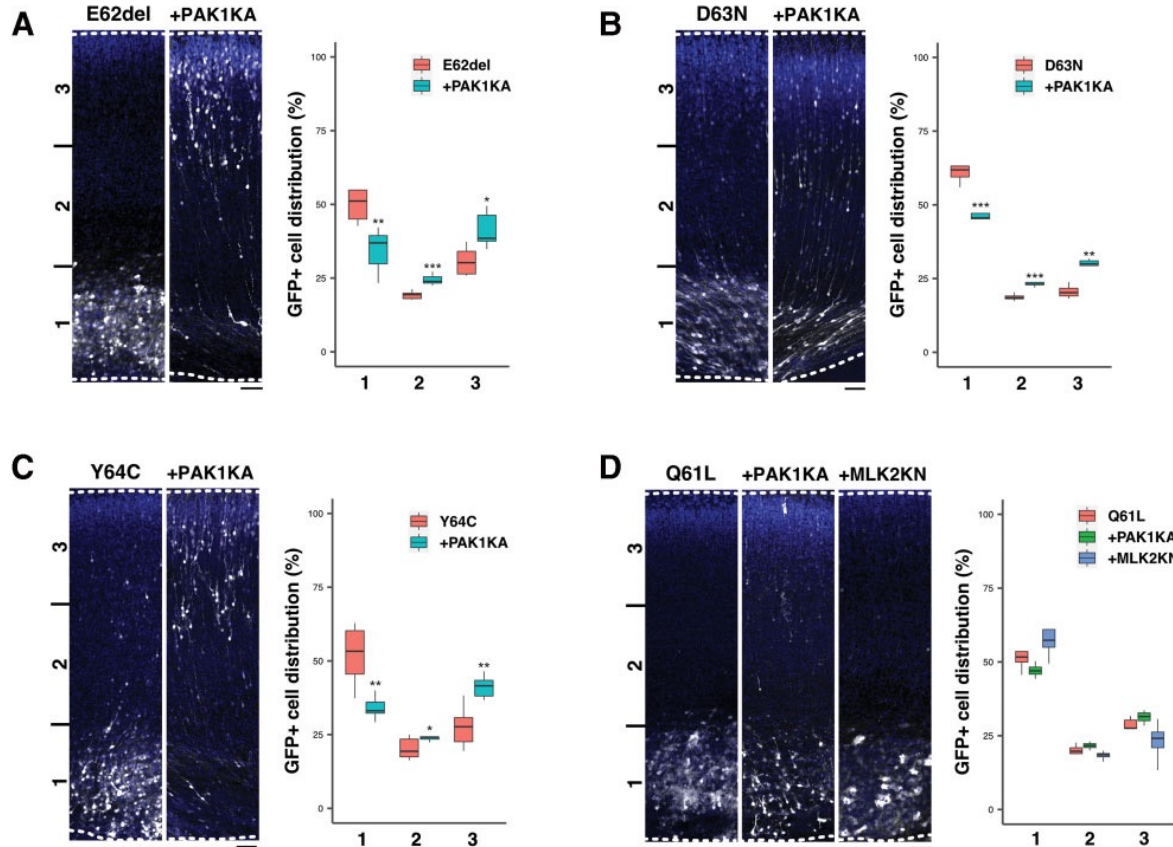 A
E62del +PAK1KA
3
2
1
GFP+ cell distribution (%)
100
75
50
25
0
E62del
+PAK1KA
**
***
*
1 2 3
B
D63N +PAK1KA
3
2
1
GFP+ cell distribution (%)
100
75
50
25
0
D63N
+PAK1KA
***
***
**
1 2 3
C
Y64C +PAK1KA
3
2
1
GFP+ cell distribution (%)
100
75
50
25
0
Y64C
+PAK1KA
**
*
**
1 2 3
D
Q61L +PAK1KA +MLK2KN
3
2
1
GFP+ cell distribution (%)
100
75
50
25
0
Q61L
+PAK1KA
+MLK2KN
1 2 3